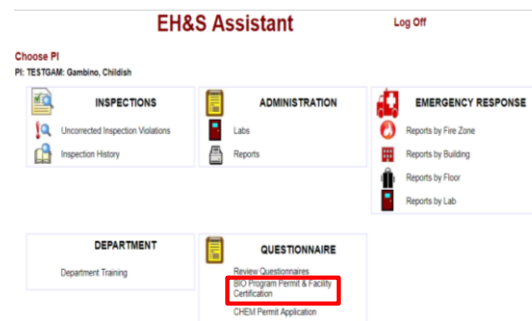 EH&S Assistant
Log Off
Choose PI
PI: TESTGAM: Gambino, Childish
INSPECTIONS
Uncorrected Inspection Violations
Inspection History
ADMINISTRATION
Labs
Reports
EMERGENCY RESPONSE
Reports by Fire Zone
Reports by Building
Reports by Floor
Reports by Lab
DEPARTMENT
Department Training
QUESTIONNAIRE
Review Questionnaires
BIO Program Permit & Facility
Certification
CHEM Permit Application